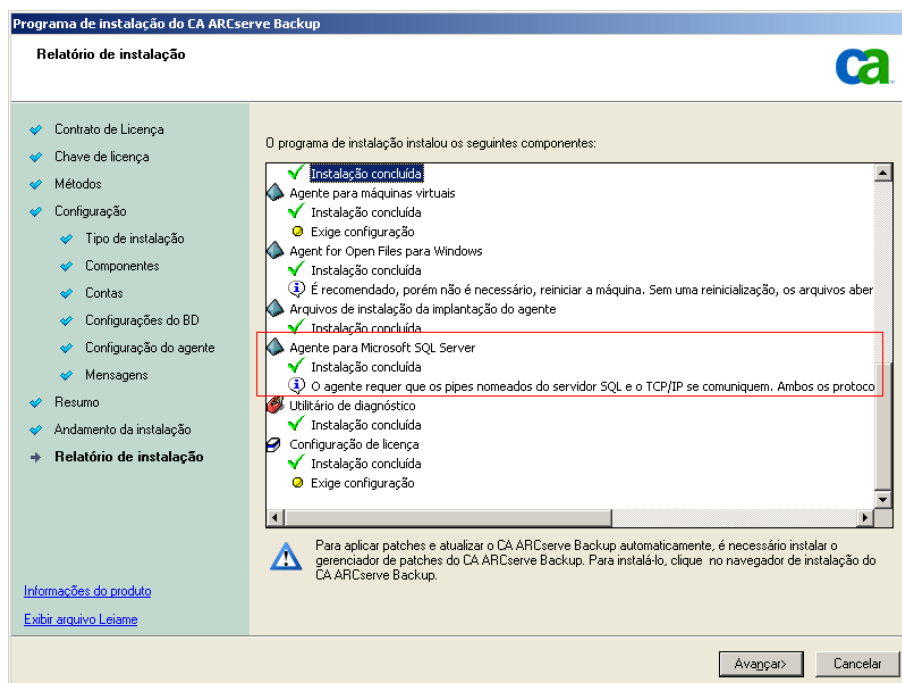 Programa de instalação do CA ARCserve Backup
Relatório de instalação
ca
Contrato de Licença
Chave de licença
Métodos
Configuração
Tipo de instalação
Componentes
Contas
Configurações do BD
Configuração do agente
Mensagens
Resumo
Andamento da instalação
Relatório de instalação
Informações do produto
Exibir arquivo Leiame
O programa de instalação instalou os seguintes componentes:
Instalação concluída
Agente para máquinas virtuais
Instalação concluída
Exige configuração
Agent for Open Files para Windows
Instalação concluída
É recomendado, porém não é necessário, reiniciar a máquina. Sem uma reinicialização, os arquivos aber
Arquivos de instalação da implantação do agente
Instalação concluída
Agente para Microsoft SQL Server
Instalação concluída
O agente requer que os pipes nomeados do servidor SQL e o TCP/IP se comuniquem. Ambos os protoco
Utilitário de diagnóstico
Instalação concluída
Configuração de licença
Instalação concluída
Exige configuração
Para aplicar patches e atualizar o CA ARCserve Backup automaticamente, é necessário instalar o
gerenciador de patches do CA ARCserve Backup. Para instalá-lo, clique no navegador de instalação do
CA ARCserve Backup.
Avançar>
Cancelar